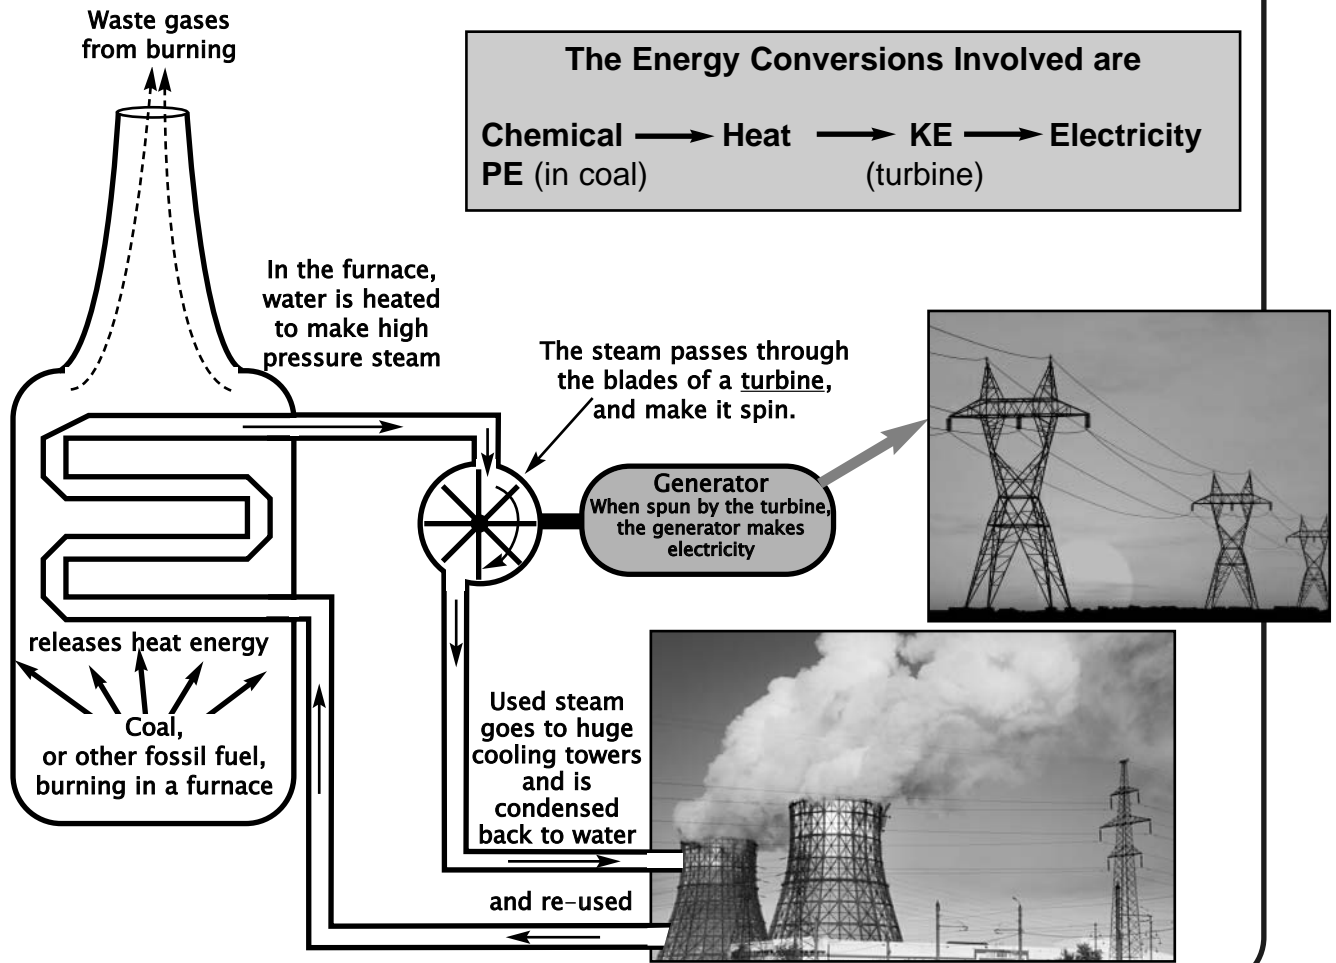 Waste gases
from burning
The Energy Conversions Involved are
Chemical Heat KE Electricity
PE (in coal) (turbine)
In the furnace,
water is heated
to make high
pressure steam
The steam passes through
the blades of a turbine,
and make it spin.
Generator
When spun by the turbine,
the generator makes
electricity
releases heat energy
Coal,
or other fossil fuel,
burning in a furnace
Used steam
goes to huge
cooling towers
and is
condensed
back to water
and re-used